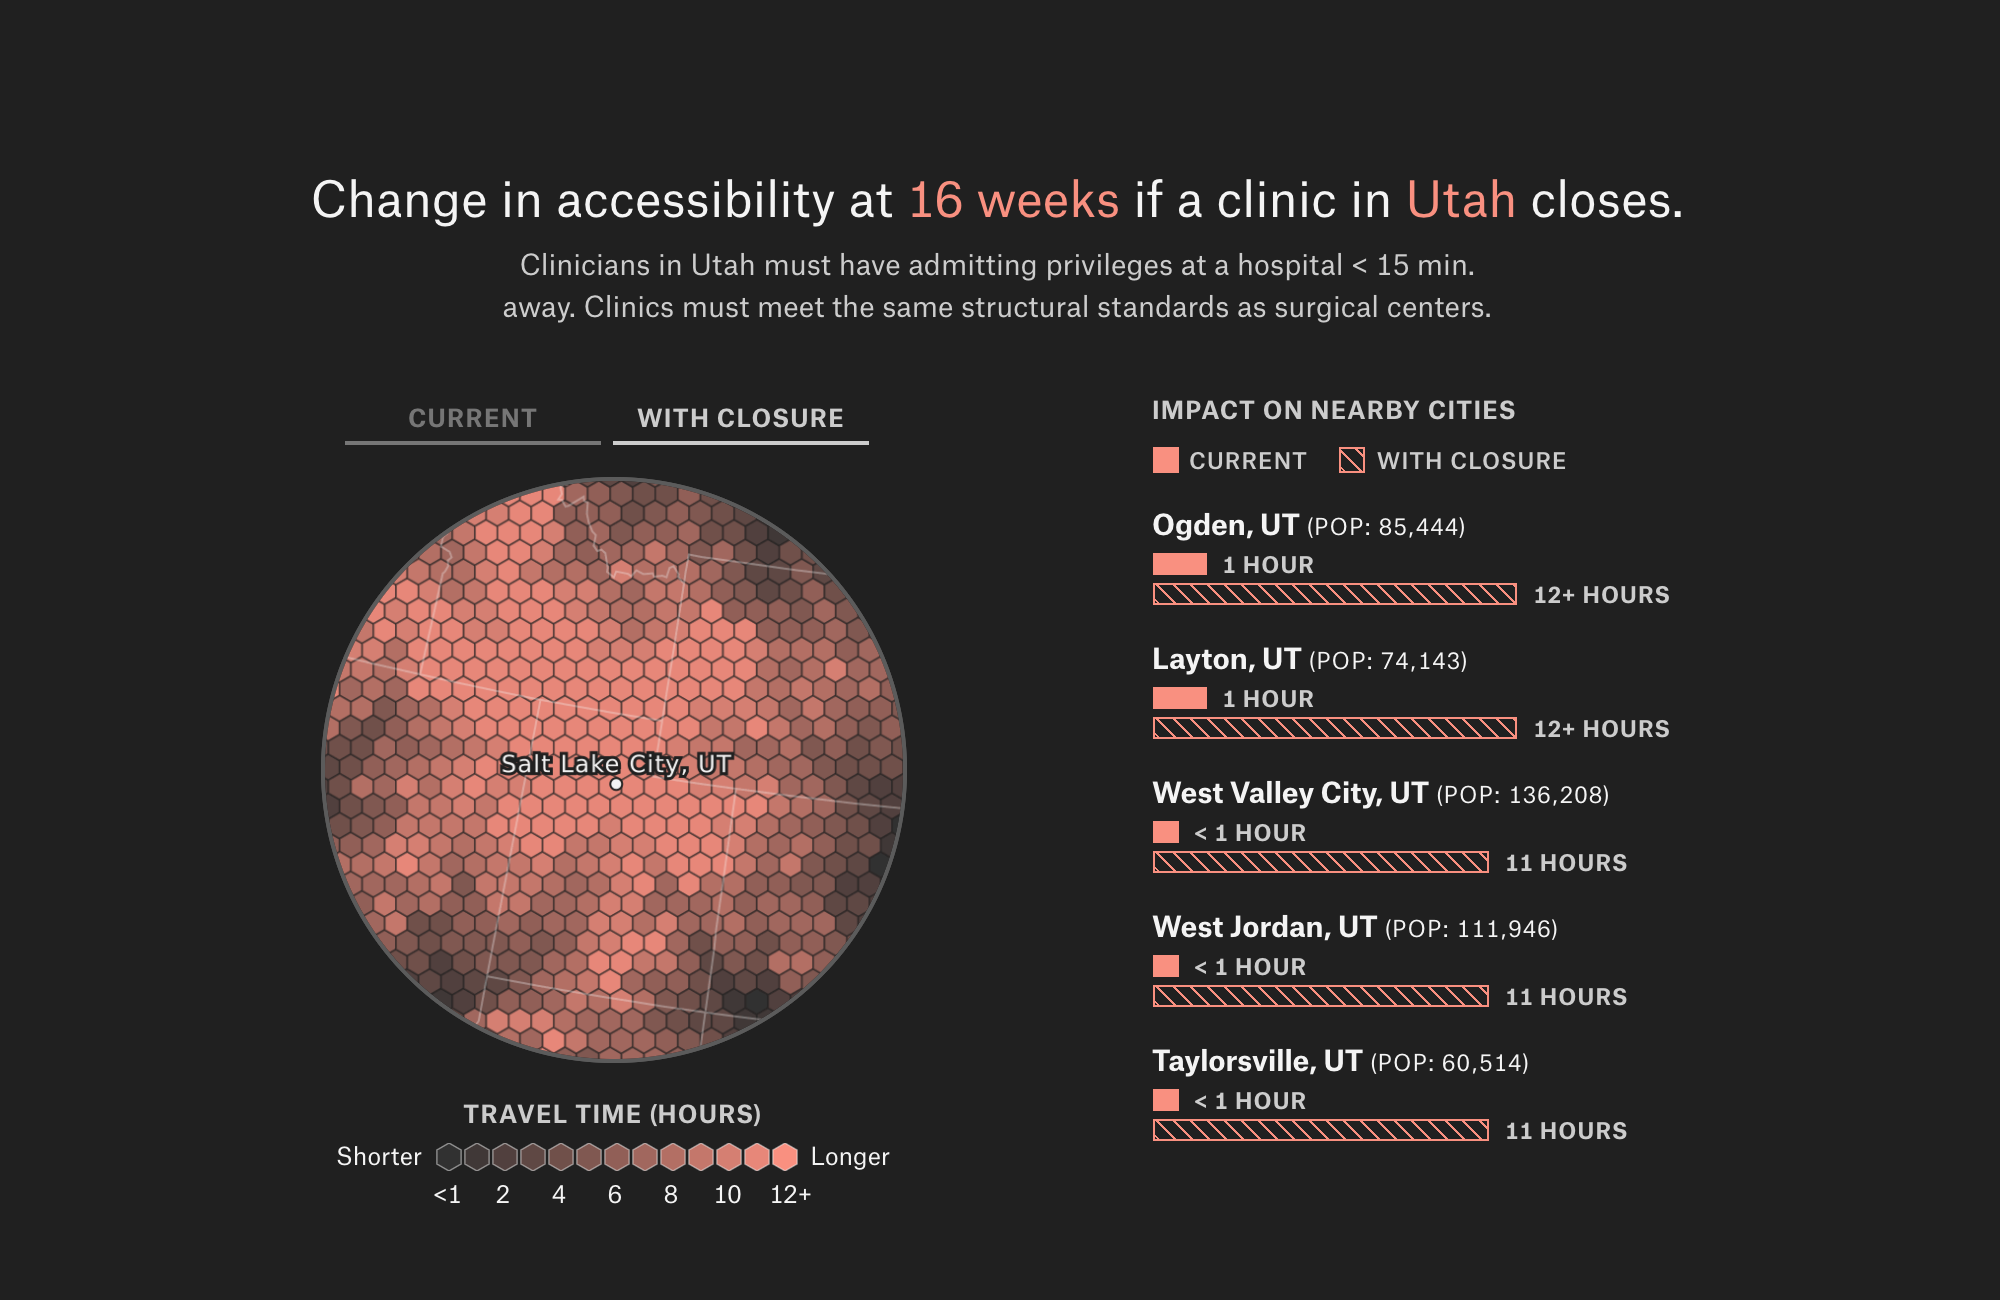 Change in accessibility at 16 weeks if a clinic in Utah closes.
Clinicians in Utah must have admitting privileges at a hospital < 15 min.
away. Clinics must meet the same structural standards as surgical centers.
CURRENT
WITH CLOSURE
Salt Lake City, UT
TRAVEL TIME (HOURS)
Shorter
Longer
<1 2 4 6 8 10 12+
IMPACT ON NEARBY CITIES
CURRENT WITH CLOSURE
Ogden, UT (POP: 85,444)
1 HOUR
12+ HOURS
Layton, UT (POP: 74,143)
1 HOUR
12+ HOURS
West Valley City, UT (POP: 136,208)
< 1 HOUR
11 HOURS
West Jordan, UT (POP: 111,946)
< 1 HOUR
11 HOURS
Taylorsville, UT (POP: 60,514)
< 1 HOUR
11 HOURS